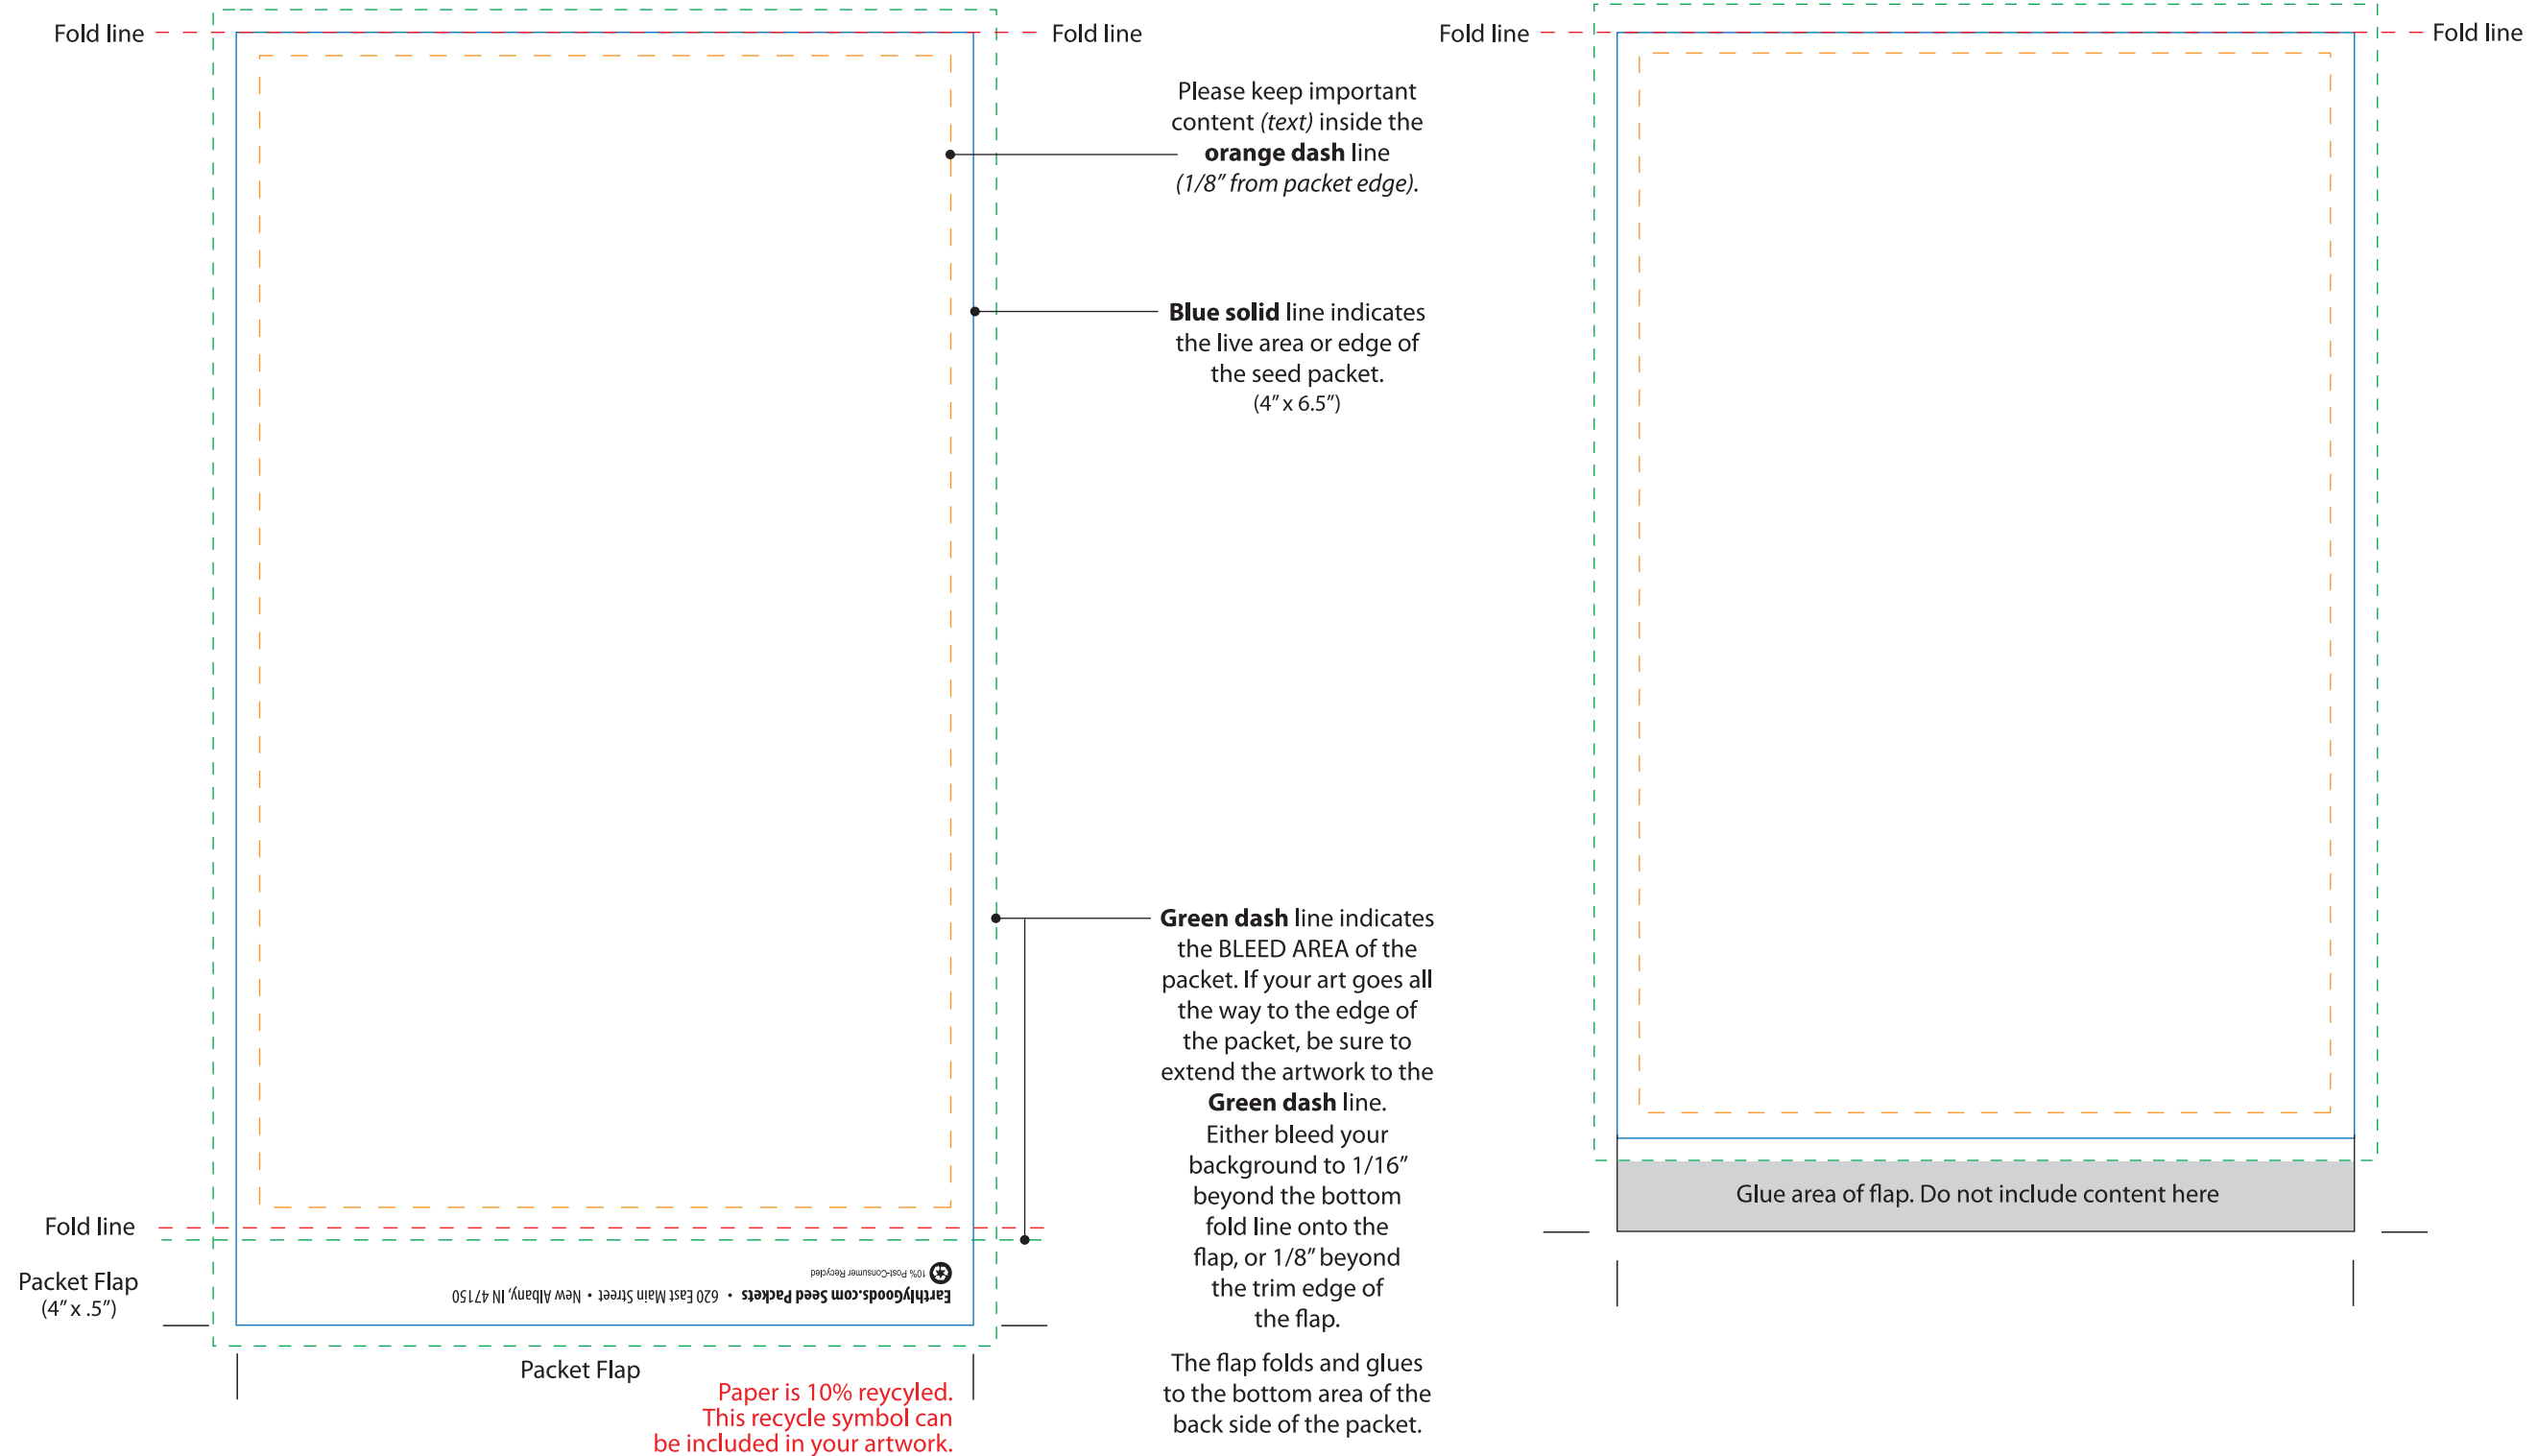 Fold line
Fold line
Fold line
Fold line
Please keep important
content (text) inside the
orange dash line
(1/8" from packet edge).
Blue solid line indicates
the live area or edge of
the seed packet.
(4" x 6.5")
Green dash line indicates
the BLEED AREA of the
packet. If your art goes all
the way to the edge of
the packet, be sure to
extend the artwork to the
Green dash line.
Either bleed your
background to 1/16"
beyond the bottom
fold line onto the
flap, or 1/8" beyond
the trim edge of
the flap.
The flap folds and glues
to the bottom area of the
back side of the packet.
Glue area of flap. Do not include content here
Fold line
Packet Flap
(4" x .5")
EarthlyGoods.com Seed Packets • 620 East Main Street • New Albany, IN 47150
10% Post-Consumer Recycled
Packet Flap
Paper is 10% reycyled.
This recycle symbol can
be included in your artwork.